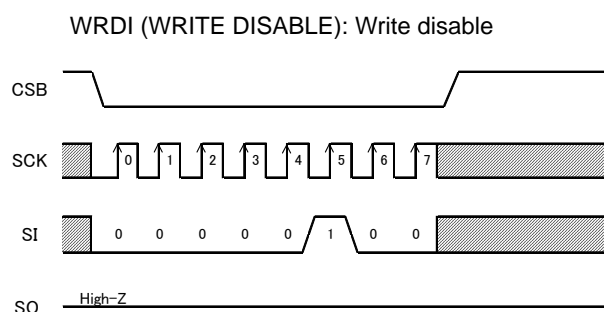 WRDI (WRITE DISABLE): Write disable
CSB
SCK 0 1 2 3 4 5 6 7
SI 0 0 0 0 0 1 0 0
High-Z
SO